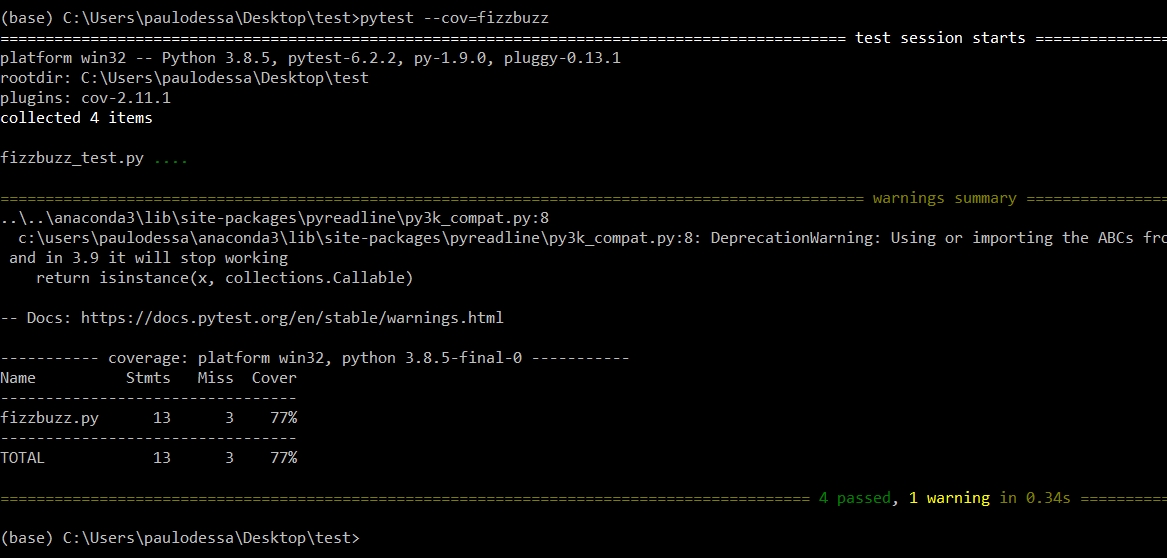 (base) C:\Users\paulodessa\Desktop\test>pytest --cov=fizzbuzz
============================================================================================== test session starts ===============
platform win32 -- Python 3.8.5, pytest-6.2.2, py-1.9.0, pluggy-0.13.1
rootdir: C:\Users\paulodessa\Desktop\test
plugins: cov-2.11.1
collected 4 items
fizzbuzz_test.py ....
================================================================================================ warnings summary ================
..\..\anaconda3\lib\site-packages\pyreadline\py3k_compat.py:8
  c:\users\paulodessa\anaconda3\lib\site-packages\pyreadline\py3k_compat.py:8: DeprecationWarning: Using or importing the ABCs fro
 and in 3.9 it will stop working
    return isinstance(x, collections.Callable)
-- Docs: https://docs.pytest.org/en/stable/warnings.html
----------- coverage: platform win32, python 3.8.5-final-0 -----------
Name          Stmts   Miss  Cover
---------------------------------
fizzbuzz.py      13      3    77%
---------------------------------
TOTAL            13      3    77%
========================================================================================== 4 passed, 1 warning in 0.34s ==========
(base) C:\Users\paulodessa\Desktop\test>